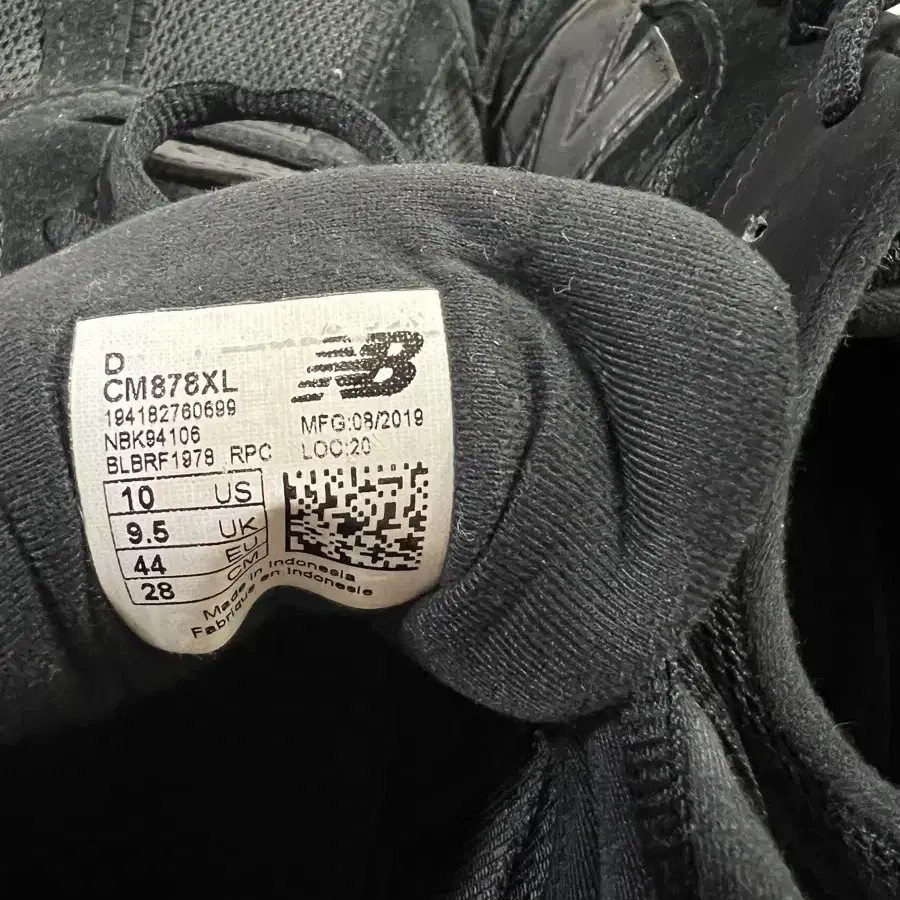 D
CM878XL
194182760699
NBK94106
BLBRF1978 RPC
NB
MFG:08/2019
LOC:20
10 US
9.5 UK
44 EU
28 CM
Made in Indonesia
Fabriqué en Indonesie
N